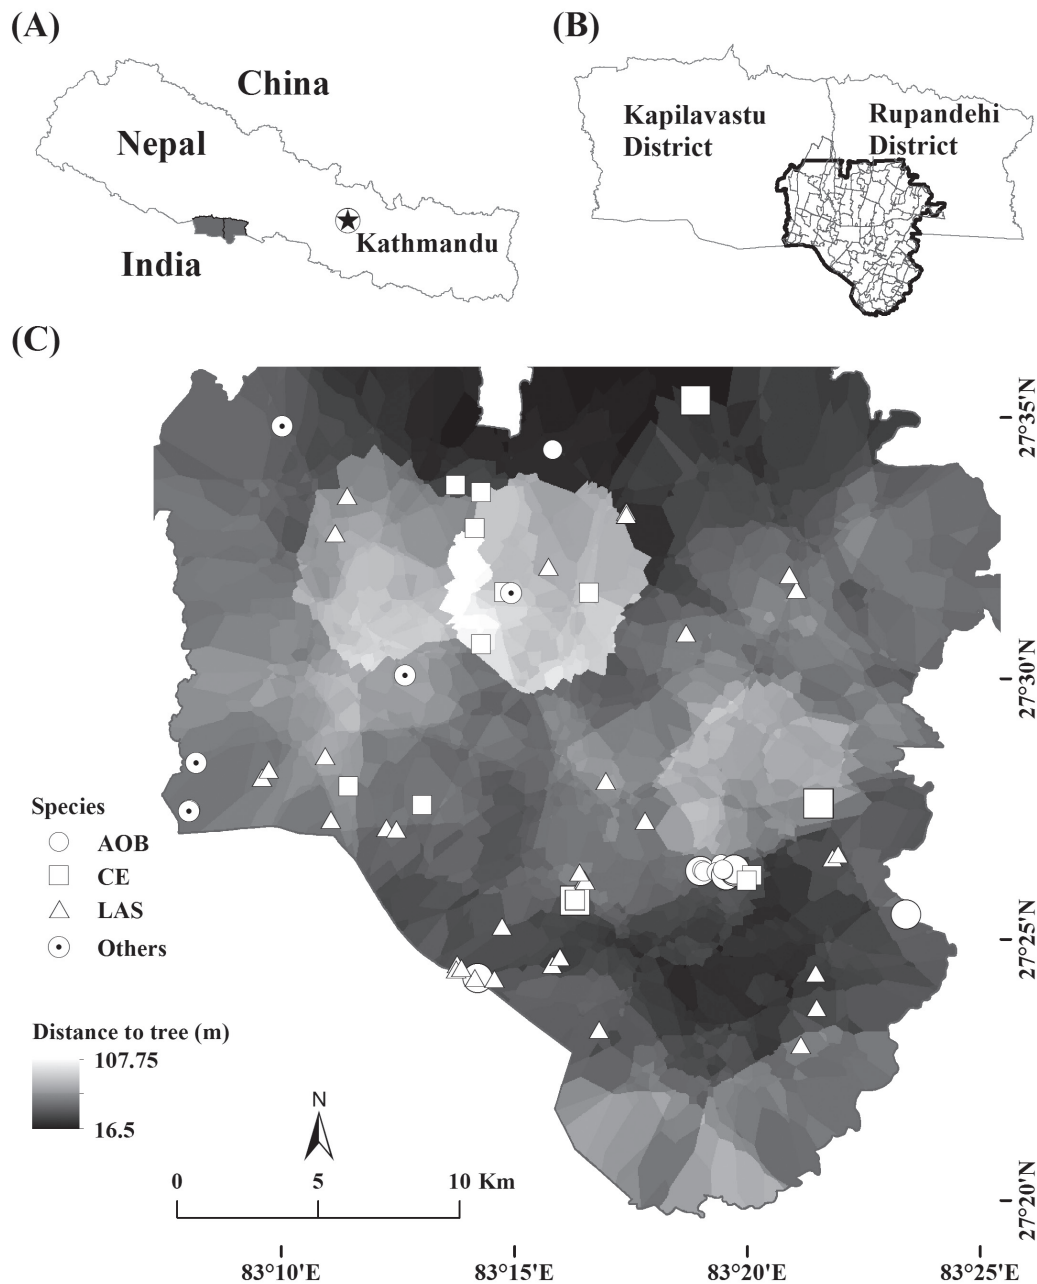 (A)
China
Nepal
Kathmandu
India
(B)
Kapilavastu
District
Rupandehi
District
(C)
27°35'N
27°30'N
27°25'N
27°20'N
Species
AOB
CE
LAS
Others
Distance to tree (m)
107.75
16.5
N
0 5 10 Km
83°10'E 83°15'E 83°20'E 83°25'E